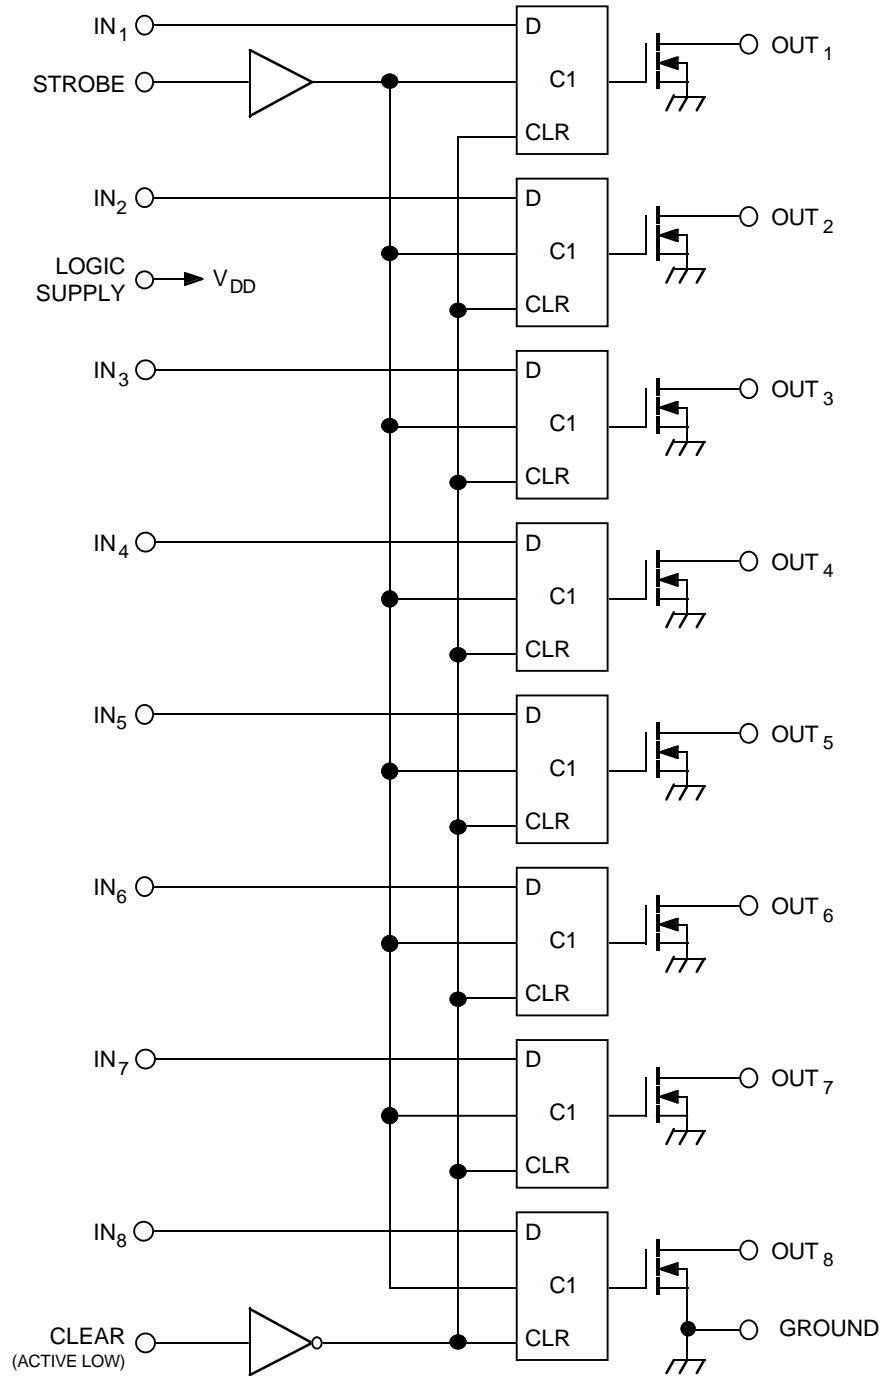 IN1
D
OUT1
STROBE
C1
CLR
IN2
D
OUT2
LOGIC
SUPPLY
VDD
C1
CLR
IN3
D
OUT3
C1
CLR
IN4
D
OUT4
C1
CLR
IN5
D
OUT5
C1
CLR
IN6
D
OUT6
C1
CLR
IN7
D
OUT7
C1
CLR
IN8
D
OUT8
C1
CLEAR
(ACTIVE LOW)
CLR
GROUND